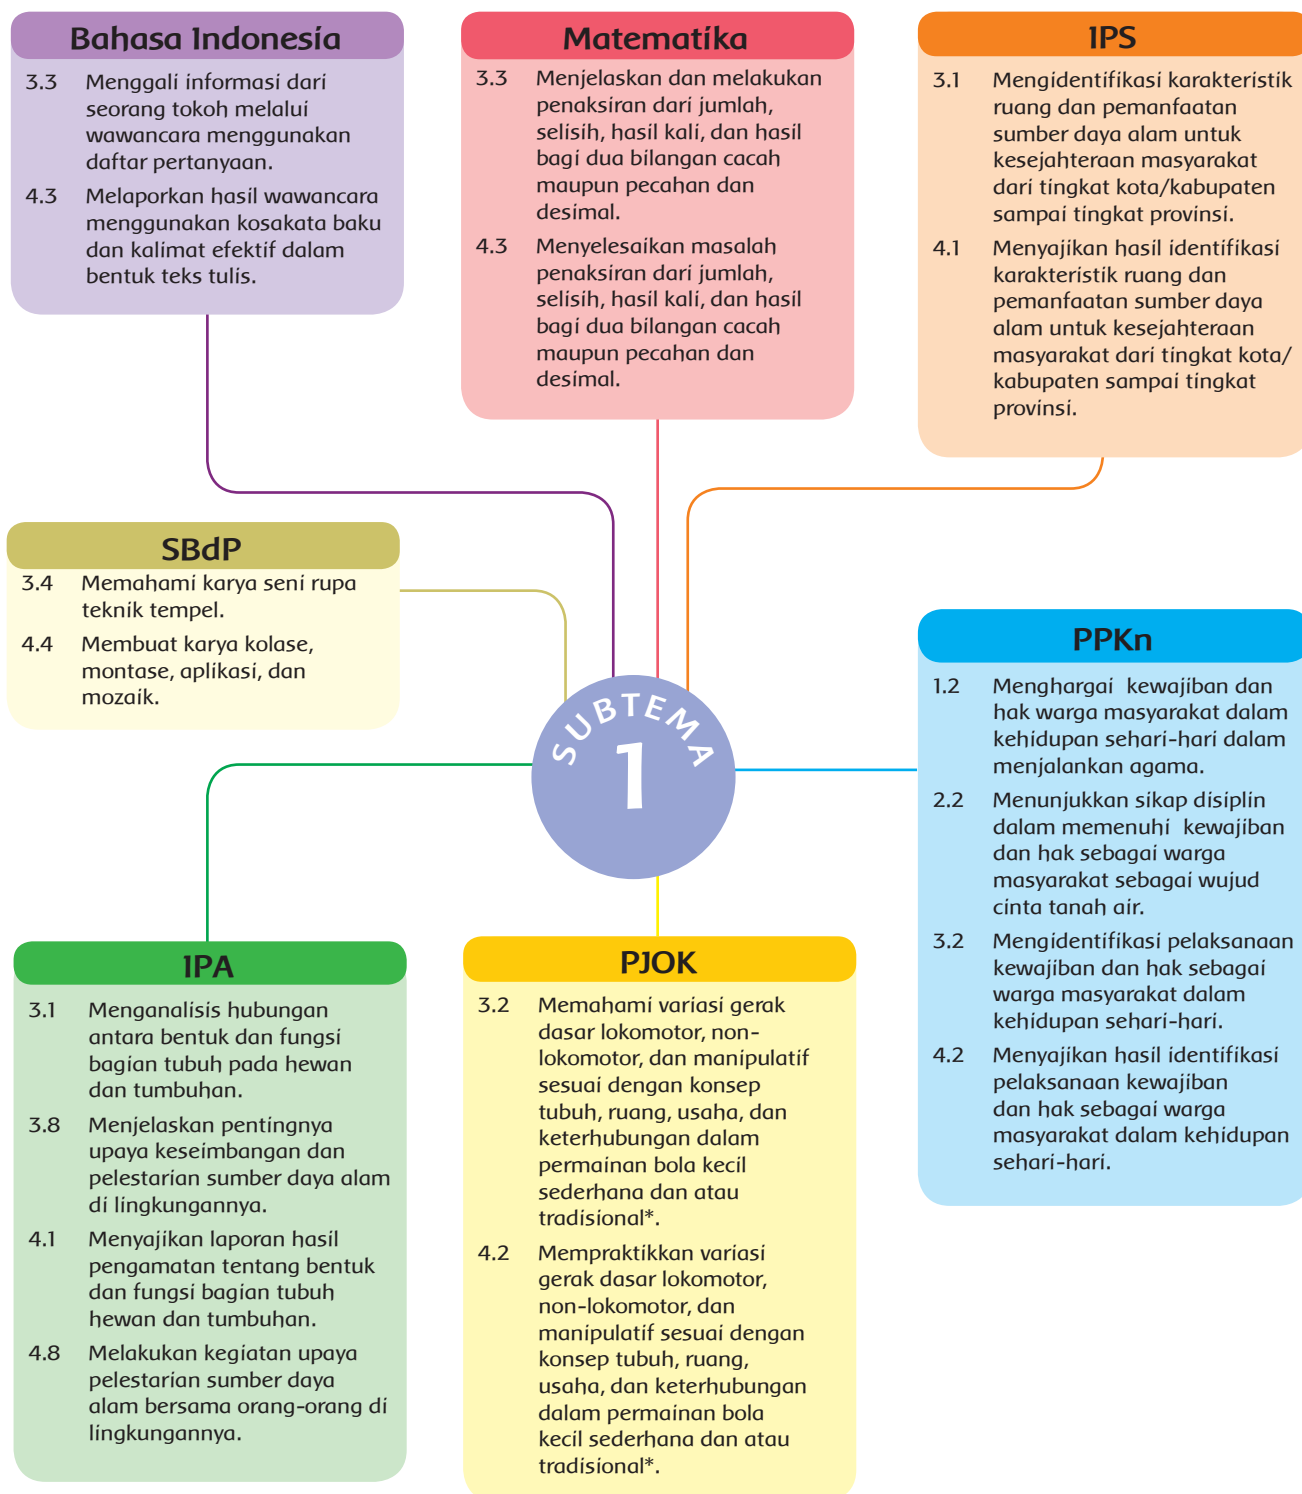 Bahasa Indonesia
3.3 Menggali informasi dari
seorang tokoh melalui
wawancara menggunakan
daftar pertanyaan.
4.3 Melaporkan hasil wawancara
menggunakan kosakata baku
dan kalimat efektif dalam
bentuk teks tulis.
Matematika
3.3 Menjelaskan dan melakukan
penaksiran dari jumlah,
selisih, hasil kali, dan hasil
bagi dua bilangan cacah
maupun pecahan dan
desimal.
4.3 Menyelesaikan masalah
penaksiran dari jumlah,
selisih, hasil kali, dan hasil
bagi dua bilangan cacah
maupun pecahan dan
desimal.
IPS
3.1 Mengidentifikasi karakteristik
ruang dan pemanfaatan
sumber daya alam untuk
kesejahteraan masyarakat
dari tingkat kota/kabupaten
sampai tingkat provinsi.
4.1 Menyajikan hasil identifikasi
karakteristik ruang dan
pemanfaatan sumber daya
alam untuk kesejahteraan
masyarakat dari tingkat kota/
kabupaten sampai tingkat
provinsi.
SBdP
3.4 Memahami karya seni rupa
teknik tempel.
4.4 Membuat karya kolase,
montase, aplikasi, dan
mozaik.
SUBTEMA
1
PPKn
1.2 Menghargai kewajiban dan
hak warga masyarakat dalam
kehidupan sehari-hari dalam
menjalankan agama.
2.2 Menunjukkan sikap disiplin
dalam memenuhi kewajiban
dan hak sebagai warga
masyarakat sebagai wujud
cinta tanah air.
3.2 Mengidentifikasi pelaksanaan
kewajiban dan hak sebagai
warga masyarakat dalam
kehidupan sehari-hari.
4.2 Menyajikan hasil identifikasi
pelaksanaan kewajiban
dan hak sebagai warga
masyarakat dalam kehidupan
sehari-hari.
IPA
3.1 Menganalisis hubungan
antara bentuk dan fungsi
bagian tubuh pada hewan
dan tumbuhan.
3.8 Menjelaskan pentingnya
upaya keseimbangan dan
pelestarian sumber daya alam
di lingkungannya.
4.1 Menyajikan laporan hasil
pengamatan tentang bentuk
dan fungsi bagian tubuh
hewan dan tumbuhan.
4.8 Melakukan kegiatan upaya
pelestarian sumber daya
alam bersama orang-orang di
lingkungannya.
PJOK
3.2 Memahami variasi gerak
dasar lokomotor, non-
lokomotor, dan manipulatif
sesuai dengan konsep
tubuh, ruang, usaha, dan
keterhubungan dalam
permainan bola kecil
sederhana dan atau
tradisional*.
4.2 Mempraktikkan variasi
gerak dasar lokomotor,
non-lokomotor, dan
manipulatif sesuai dengan
konsep tubuh, ruang,
usaha, dan keterhubungan
dalam permainan bola
kecil sederhana dan atau
tradisional*.